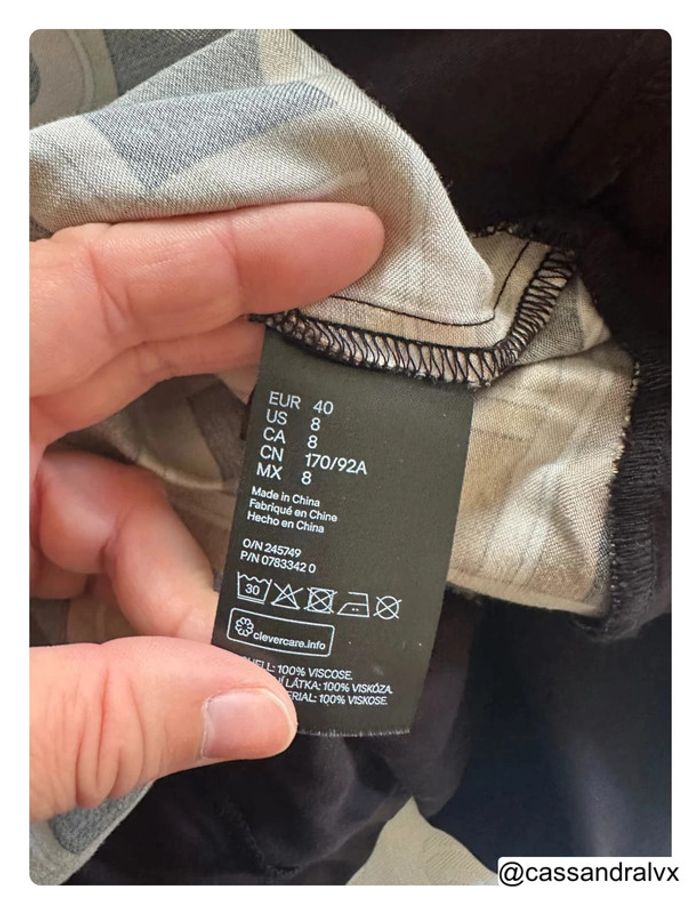 EUR 40
US 8
CA 8
CN 170/92A
MX 8
Made in China
Fabriqué en Chine
Hecho en China
O/N 245749
P/N 0783342 0
30
clevercare.info
100% VISCOSE.
LÁTKA: 100% VISKÓZA.
100% VISKOSE.
@cassandralvx